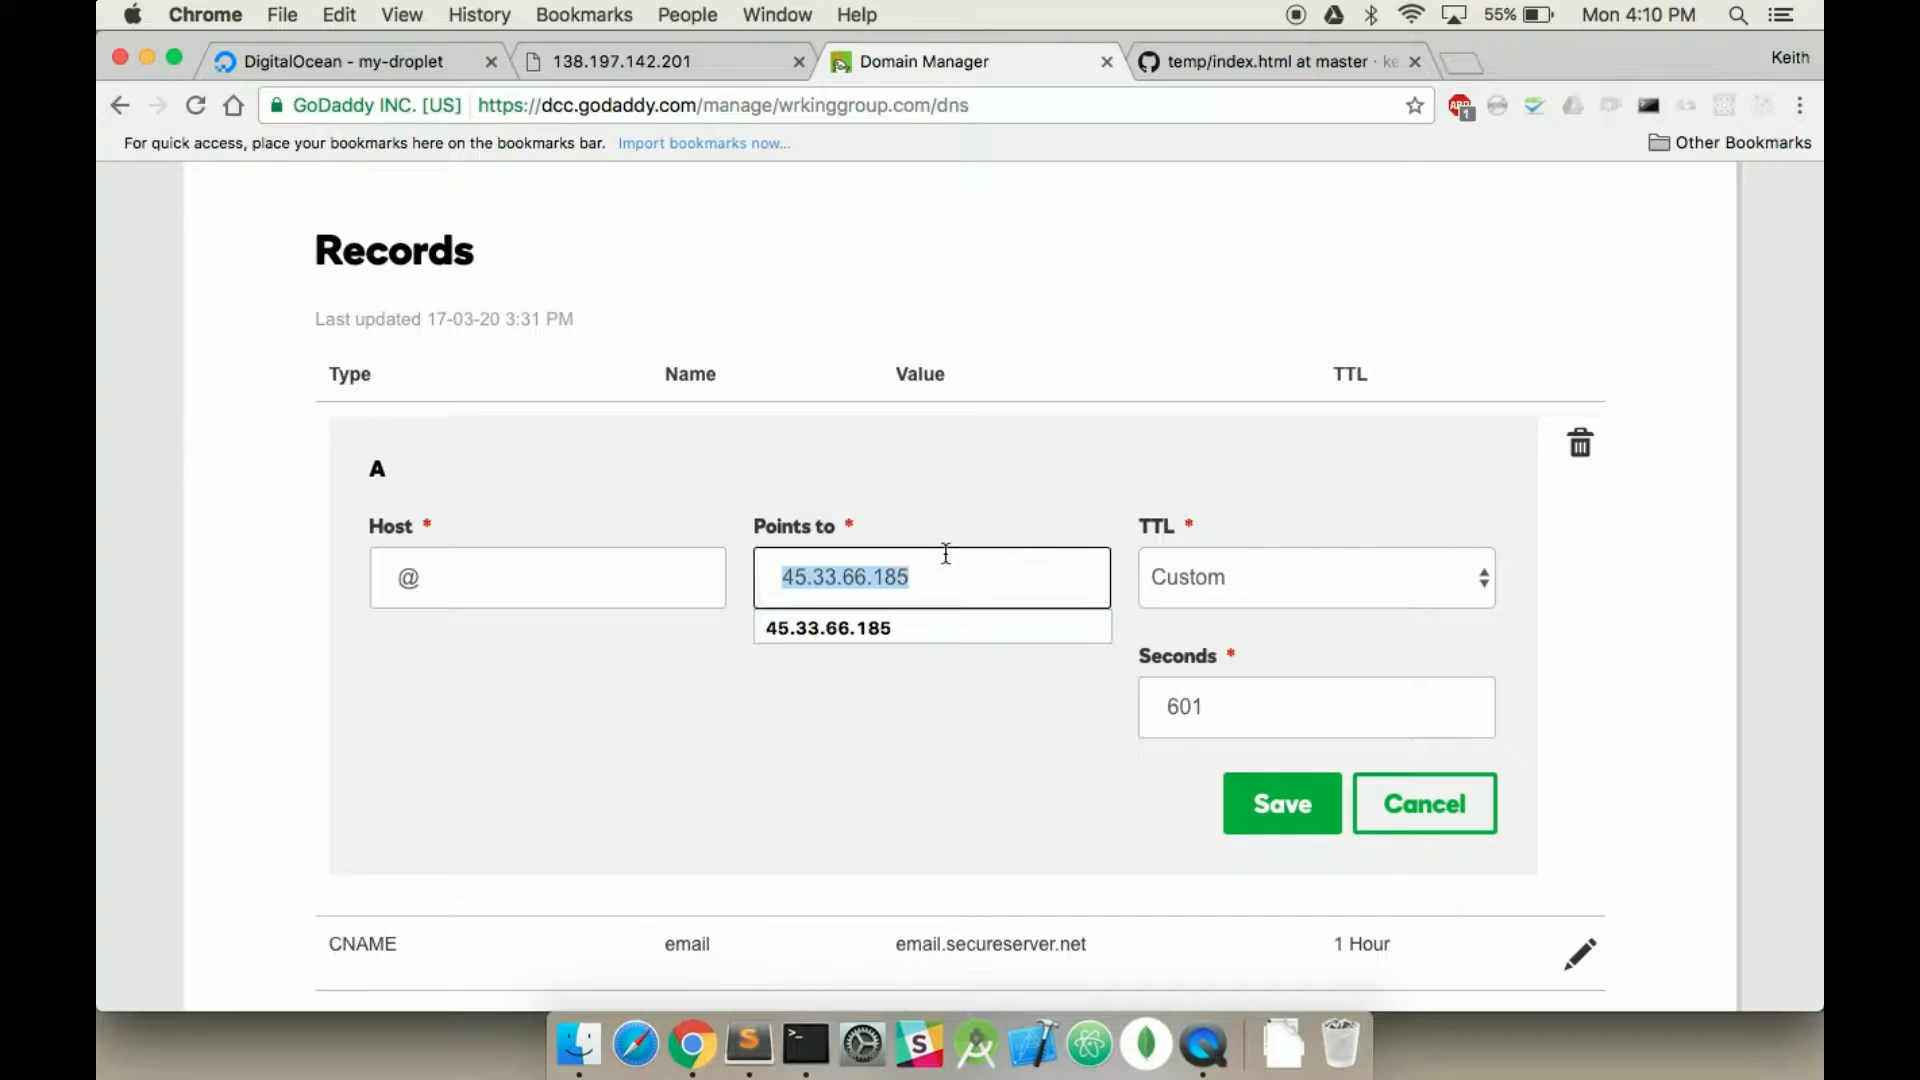 Chrome File Edit View History Bookmarks People Window Help 55% Mon 4:10 PM
DigitalOcean - my-droplet 138.197.142.201 Domain Manager temp/index.html at master · ke Keith
GoDaddy INC. [US] https://dcc.godaddy.com/manage/wrkinggroup.com/dns ABP 1
For quick access, place your bookmarks here on the bookmarks bar. Import bookmarks now... Other Bookmarks
Records
Last updated 17-03-20 3:31 PM
Type Name Value TTL
A
Host * Points to * TTL *
@ 45.33.66.185 Custom
45.33.66.185
Seconds *
601
Save Cancel
CNAME email email.secureserver.net 1 Hour